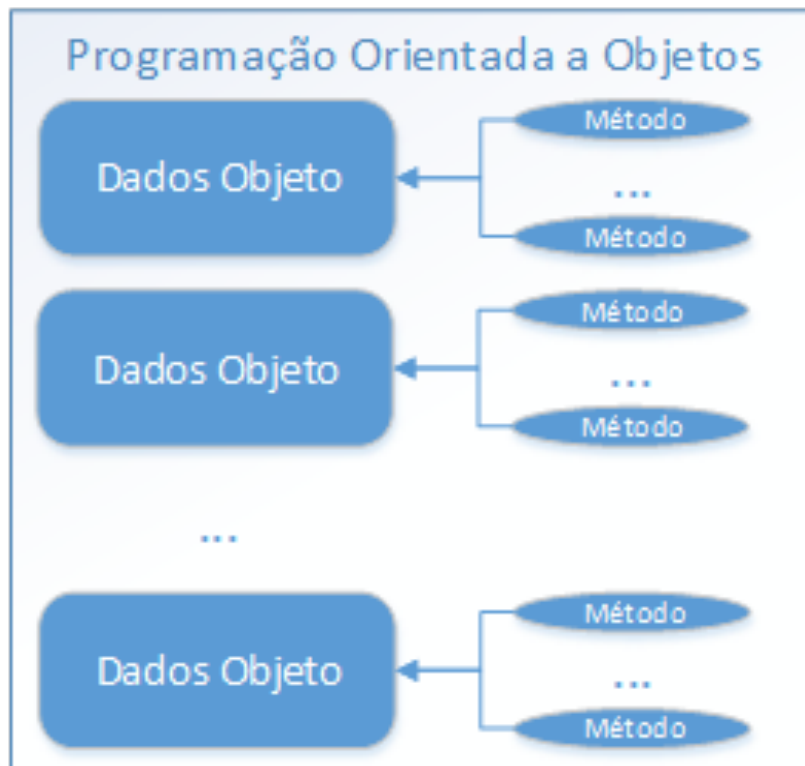 Programação Orientada a Objetos
Método
Dados Objeto
...
Método
Método
Dados Objeto
...
Método
...
Método
Dados Objeto
...
Método